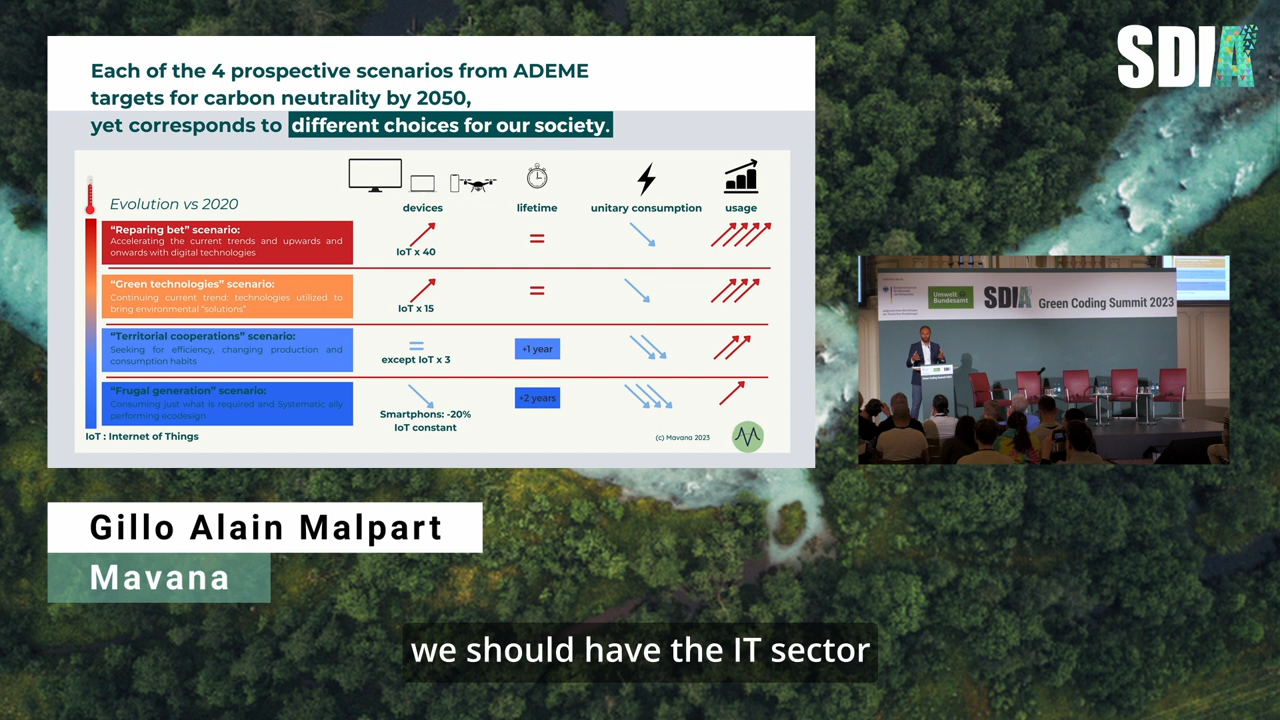 SDIA
Each of the 4 prospective scenarios from ADEME
targets for carbon neutrality by 2050,
yet corresponds to different choices for our society.
Evolution vs 2020
devices
lifetime
unitary consumption
usage
“Reparing bet” scenario:
Accelerating the current trends and upwards and
onwards with digital technologies
IoT x 40
=
“Green technologies” scenario:
Continuing current trend: technologies utilized to
bring environmental “solutions”
IoT x 15
=
“Territorial cooperations” scenario:
Seeking for efficiency, changing production and
consumption habits
=
except IoT x 3
+1 year
“Frugal generation” scenario:
Consuming just what is required and Systematic ally
performing ecodesign
Smartphones: -20%
IoT constant
+2 years
IoT : Internet of Things
(c) Mavana 2023
Umwelt
Bundesamt
SDIA
Green Coding Summit 2023
Gillo Alain Malpart
Mavana
we should have the IT sector